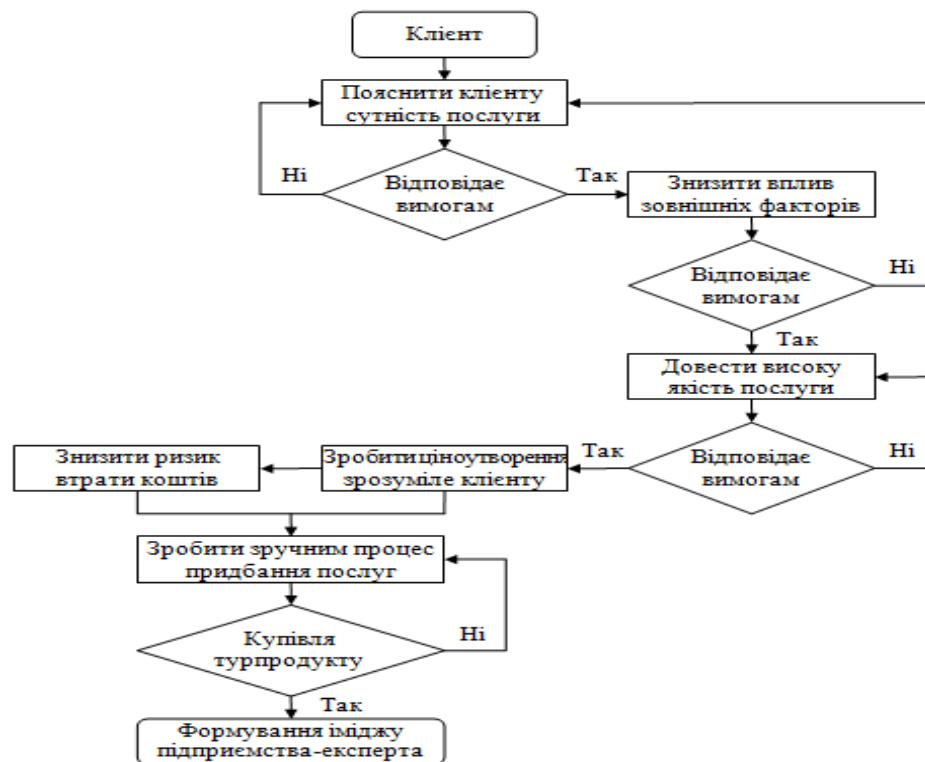 Клієнт
Пояснити клієнту
сутність послуги
Ні
Відповідає
вимогам
Так
Знизити вплив
зовнішніх факторів
Відповідає
вимогам
Ні
Так
Довести високу
якість послуги
Відповідає
вимогам
Ні
Так
Зробитиціноутворення
зрозуміле клієнту
Знизити ризик
втрати коштів
Зробити зручним процес
придбання послуг
Купівля
турпродукту
Ні
Так
Формування іміджу
підприємства-експерта